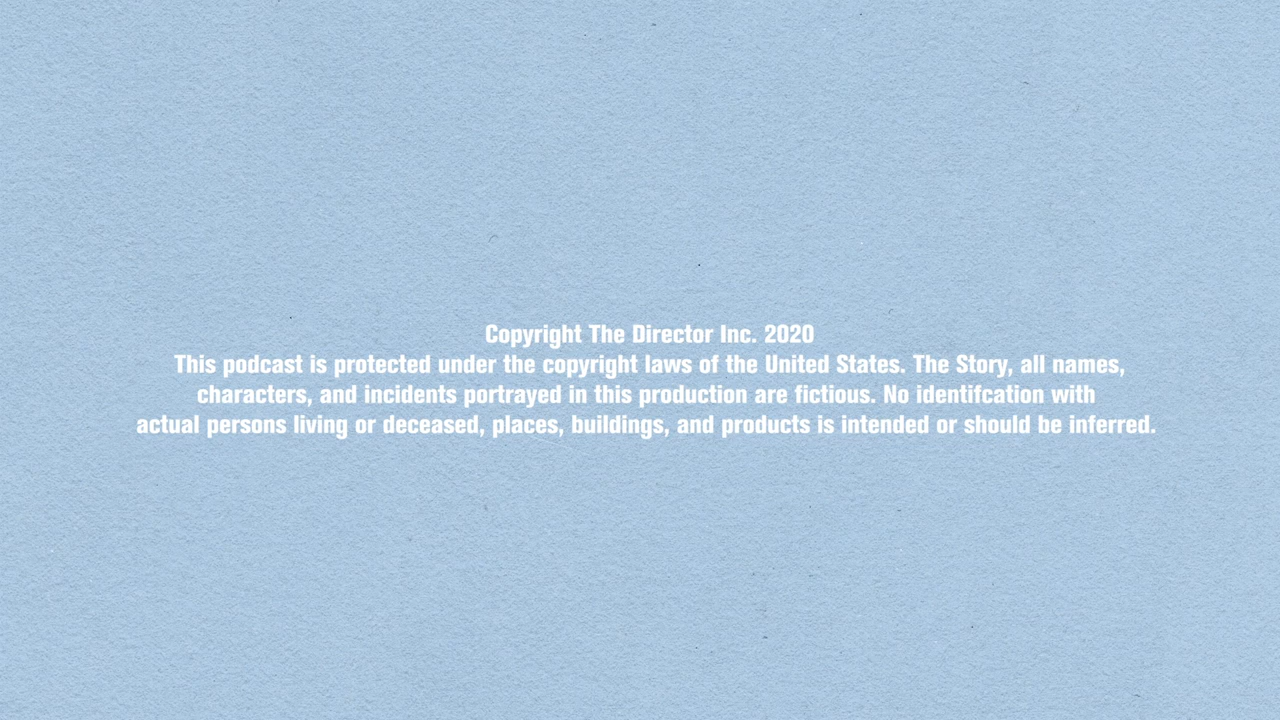 Copyright The Director Inc. 2020
This podcast is protected under the copyright laws of the United States. The Story, all names,
characters, and incidents portrayed in this production are fictious. No identifcation with
actual persons living or deceased, places, buildings, and products is intended or should be inferred.